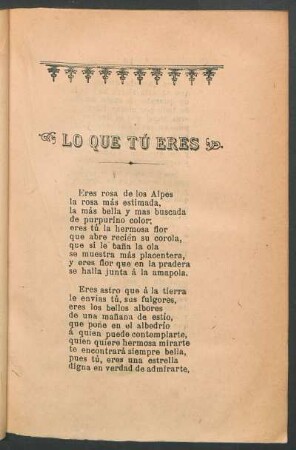 LO QUE TÚ ERES
Eres rosa de los Alpes
la rosa más estimada,
la más bella y mas buscada
de purpurino color;
eres tú la hermosa flor
que abre recién su corola,
que si le baña la ola
se muestra más placentera,
y eres flor que en la pradera
se halla junta á la amapola.
Eres astro que á la tierra
le envías tú, sus fulgores,
eres los bellos albores
de una mañana de estío,
que pone en el albedrío
á quien puede contemplarte,
quien quiere hermosa mirarte
te encontrará siempre bella,
pues tú, eres una estrella
digna en verdad de admirarte,